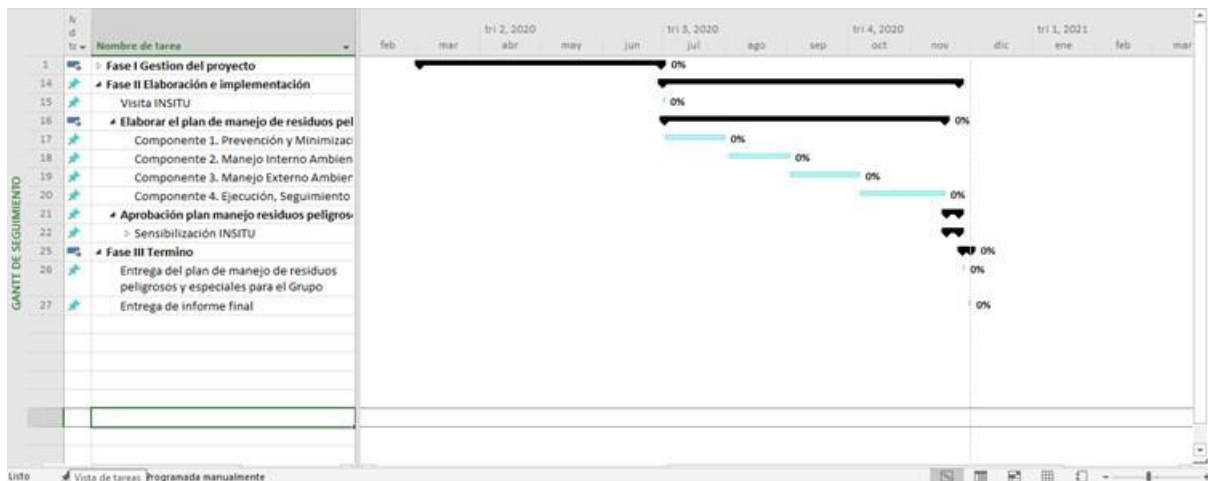 tri 2, 2020 tri 3, 2020 tri 4, 2020 tri 1, 2021
Nombre de tarea feb mar abr may jun jul ago sep oct nov dic ene feb mar
1 Fase I Gestion del proyecto 0%
14 Fase II Elaboración e implementación
15 Visita INSITU 0%
16 Elaborar el plan de manejo de residuos pel 0%
17 Componente 1. Prevención y Minimizaci 0%
18 Componente 2. Manejo Interno Ambien 0%
19 Componente 3. Manejo Externo Ambien 0%
20 Componente 4. Ejecución, Seguimiento 0%
21 Aprobación plan manejo residuos peligros
22 Sensibilización INSITU
25 Fase III Termino 0%
26 Entrega del plan de manejo de residuos 0%
peligrosos y especiales para el Grupo
27 Entrega de informe final 0%
GANTT DE SEGUIMIENTO
Listo Vista de tareas Programada manualmente